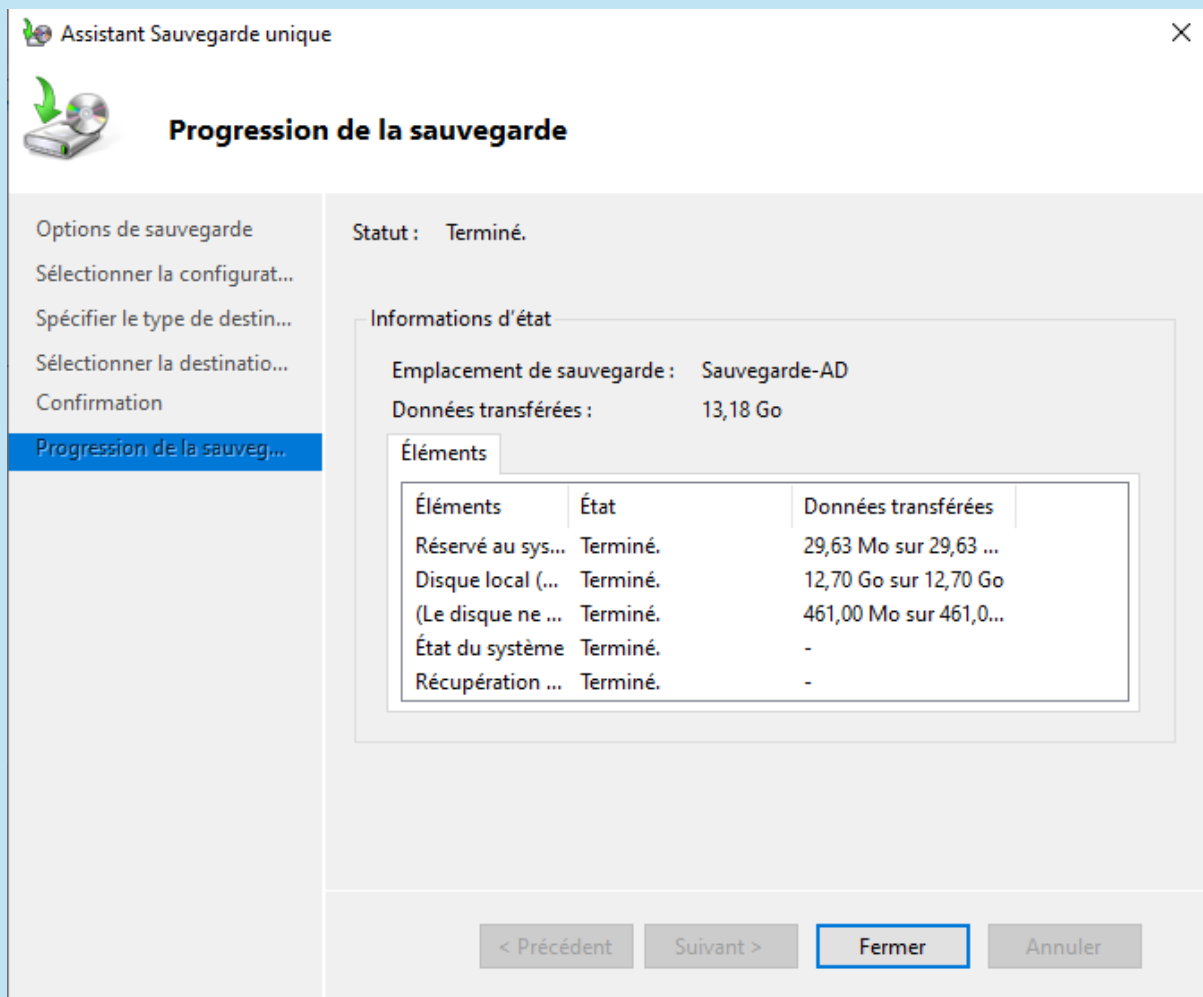 Assistant Sauvegarde unique
Progression de la sauvegarde
Options de sauvegarde
Sélectionner la configurat...
Spécifier le type de destin...
Sélectionner la destinatio...
Confirmation
Progression de la sauveg...
Statut : Terminé.
Informations d'état
Emplacement de sauvegarde : Sauvegarde-AD
Données transférées : 13,18 Go
Éléments
Éléments État Données transférées
Réservé au sys... Terminé. 29,63 Mo sur 29,63 ...
Disque local (... Terminé. 12,70 Go sur 12,70 Go
(Le disque ne ... Terminé. 461,00 Mo sur 461,0...
État du système Terminé. -
Récupération ... Terminé. -
< Précédent Suivant > Fermer Annuler